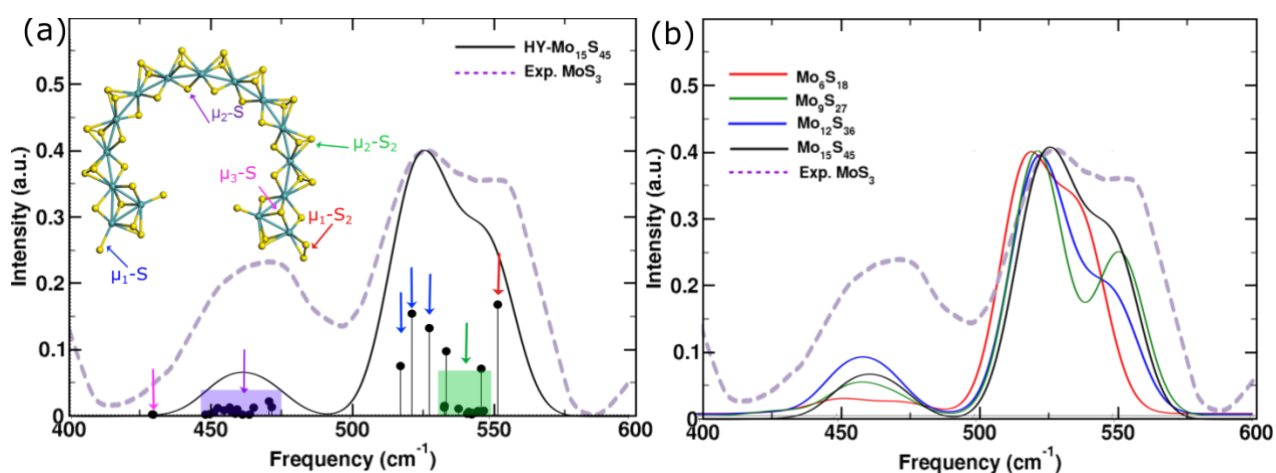 (a)
HY-Mo15S45
Exp. MoS3
μ2-S
μ2-S2
μ3-S
μ1-S2
μ1-S
Intensity (a.u.)
0.5
0.4
0.3
0.2
0.1
0
400 450 500 550 600
Frequency (cm-1)
(b)
Mo6S18
Mo9S27
Mo12S36
Mo15S45
Exp. MoS3
Intensity (a.u.)
0.5
0.4
0.3
0.2
0.1
0
400 450 500 550 600
Frequency (cm-1)